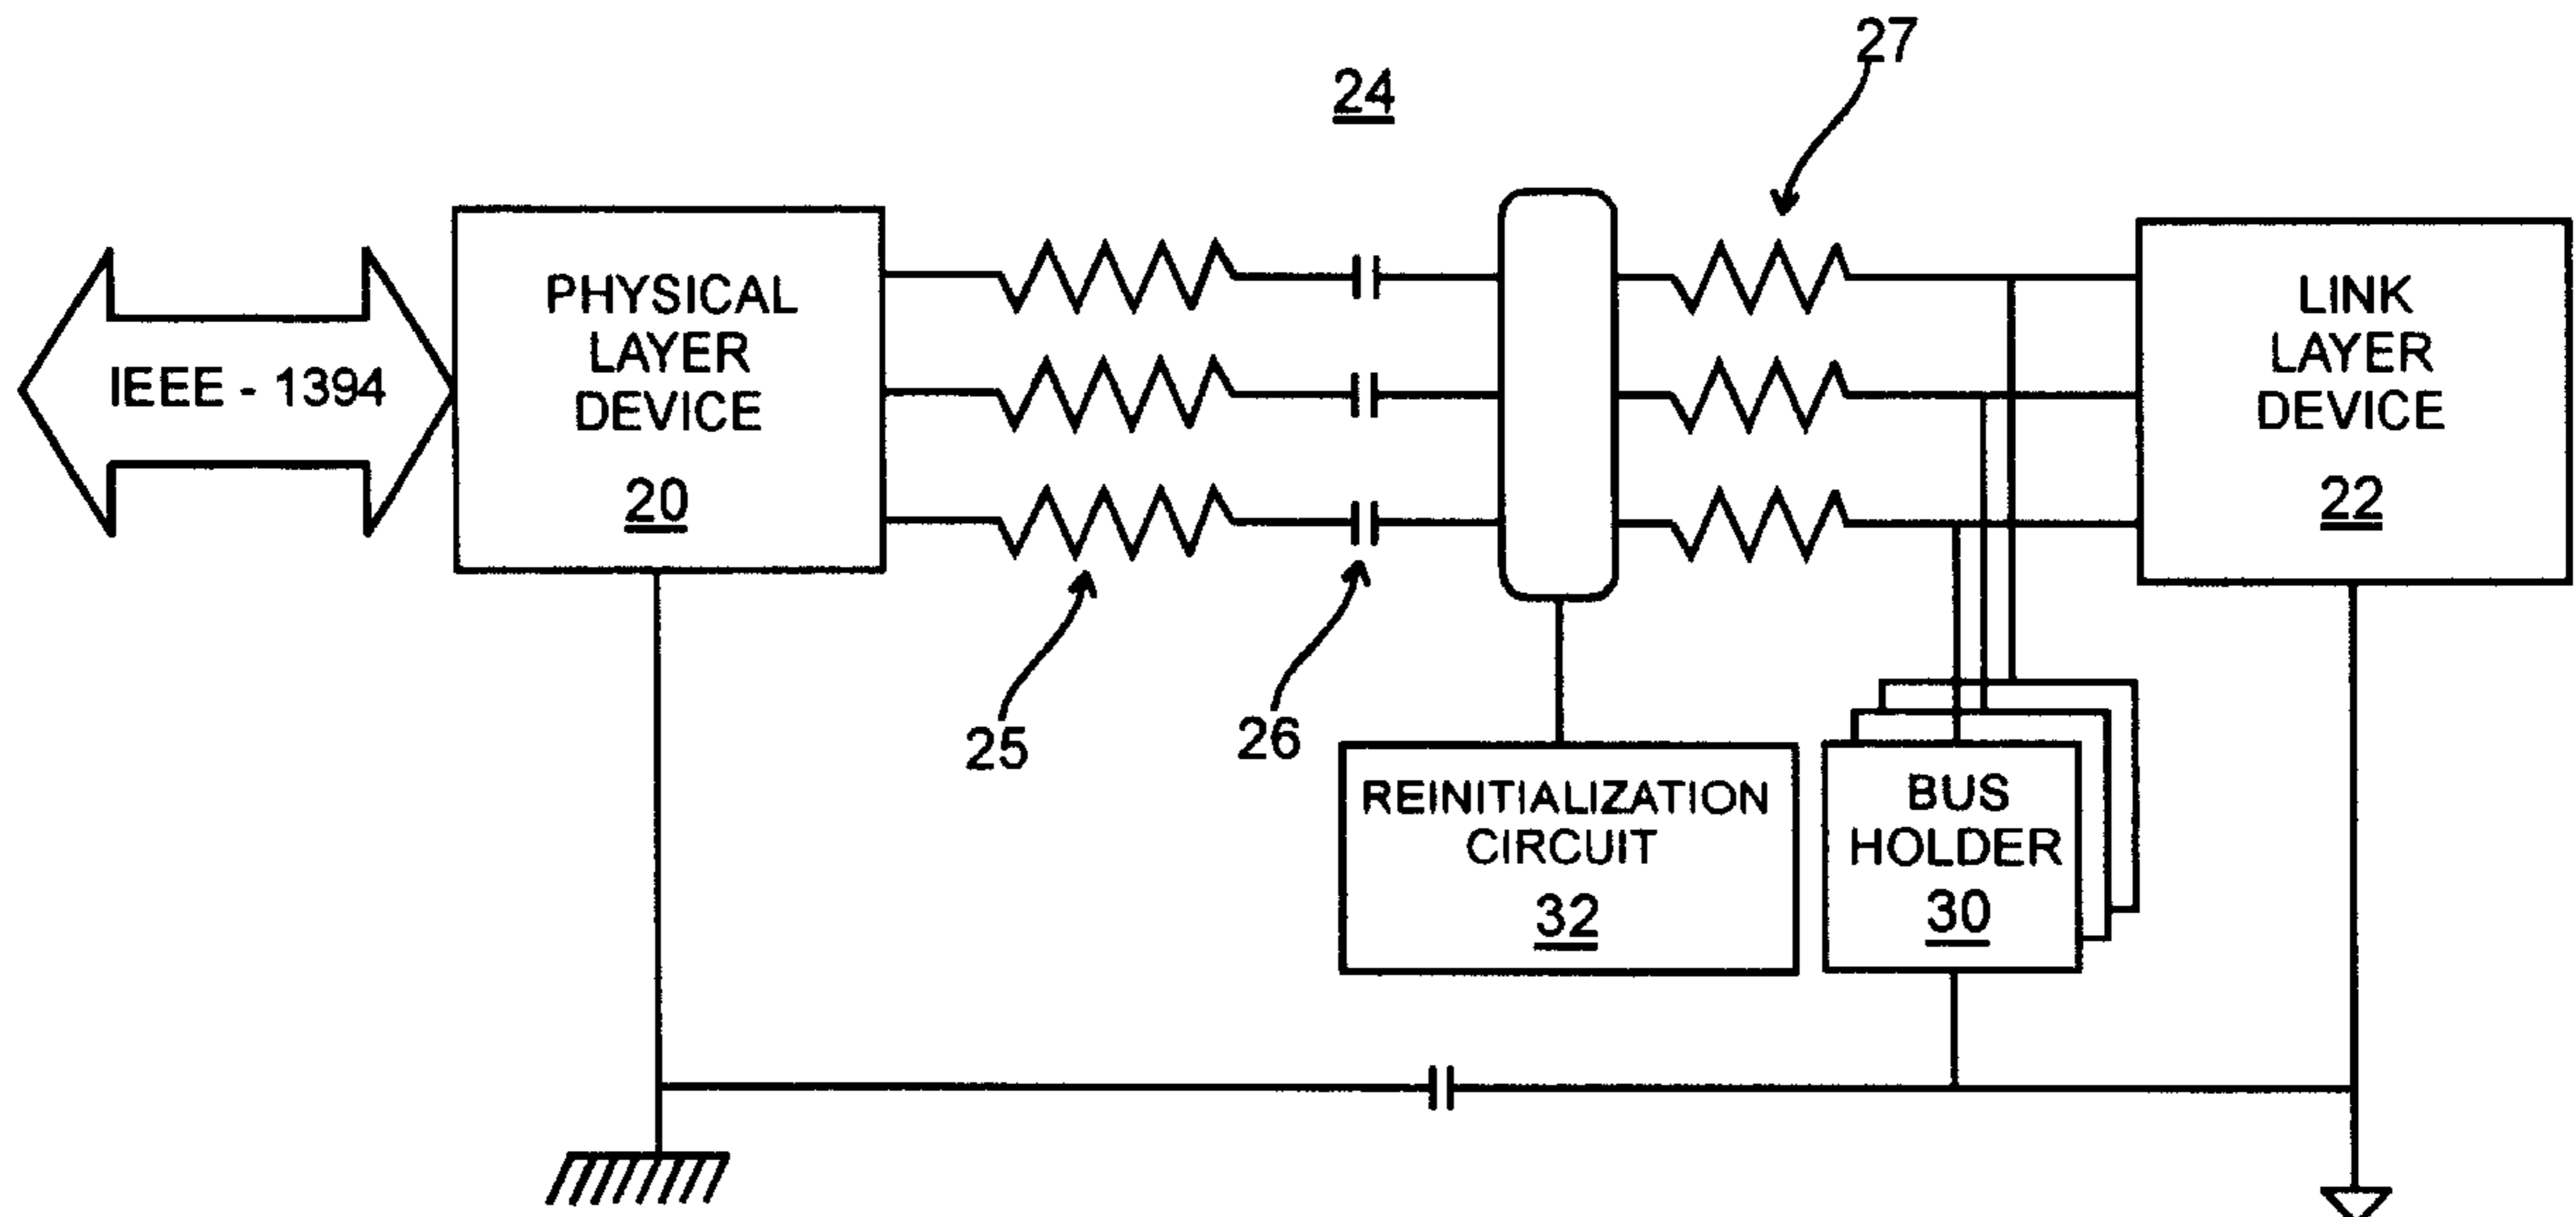 27
24
IEEE - 1394
PHYSICAL
LAYER
DEVICE
20
LINK
LAYER
DEVICE
22
25
26
REINITIALIZATION
CIRCUIT
32
BUS
HOLDER
30